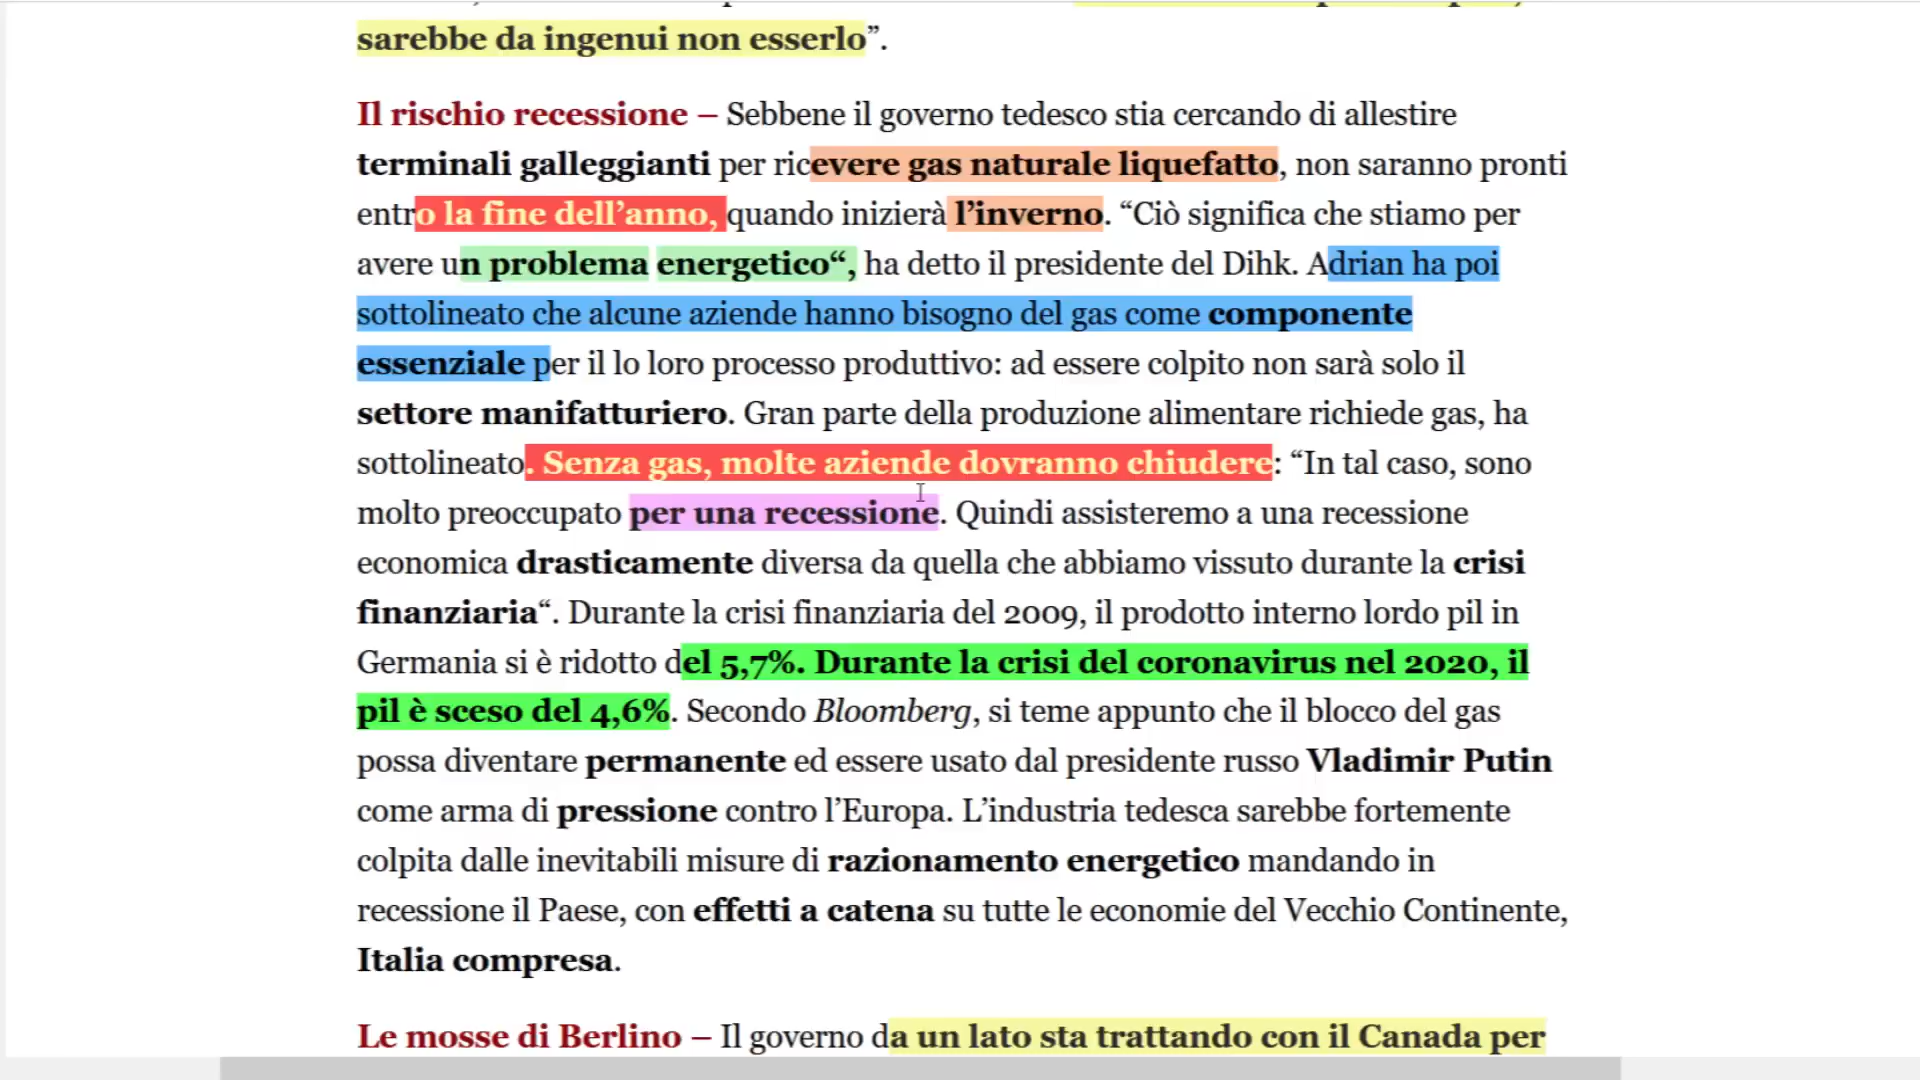 sarebbe da ingenui non esserlo”.
Il rischio recessione – Sebbene il governo tedesco stia cercando di allestire
terminali galleggianti per ricevere gas naturale liquefatto, non saranno pronti
entro la fine dell’anno, quando inizierà l’inverno. “Ciò significa che stiamo per
avere un problema energetico“, ha detto il presidente del Dihk. Adrian ha poi
sottolineato che alcune aziende hanno bisogno del gas come componente
essenziale per il lo loro processo produttivo: ad essere colpito non sarà solo il
settore manifatturiero. Gran parte della produzione alimentare richiede gas, ha
sottolineato. Senza gas, molte aziende dovranno chiudere: “In tal caso, sono
molto preoccupato per una recessione. Quindi assisteremo a una recessione
economica drasticamente diversa da quella che abbiamo vissuto durante la crisi
finanziaria“. Durante la crisi finanziaria del 2009, il prodotto interno lordo pil in
Germania si è ridotto del 5,7%. Durante la crisi del coronavirus nel 2020, il
pil è sceso del 4,6%. Secondo Bloomberg, si teme appunto che il blocco del gas
possa diventare permanente ed essere usato dal presidente russo Vladimir Putin
come arma di pressione contro l’Europa. L’industria tedesca sarebbe fortemente
colpita dalle inevitabili misure di razionamento energetico mandando in
recessione il Paese, con effetti a catena su tutte le economie del Vecchio Continente,
Italia compresa.
Le mosse di Berlino – Il governo da un lato sta trattando con il Canada per